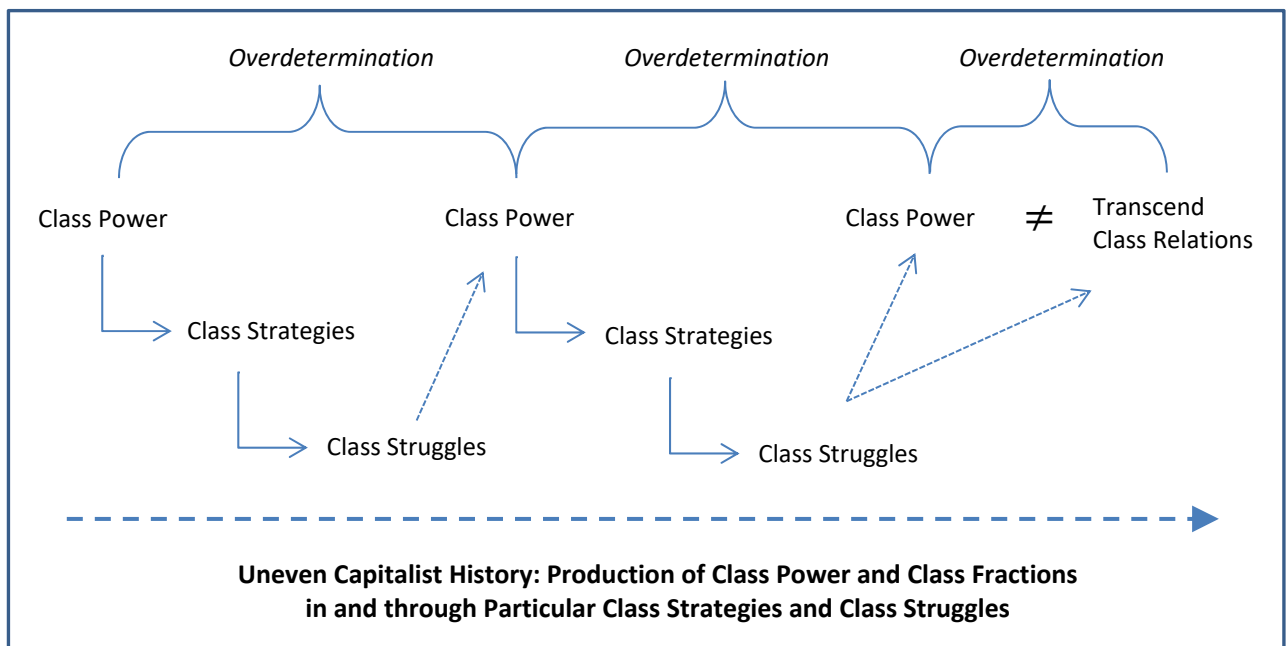 Overdetermination Overdetermination Overdetermination
Class Power Class Power Class Power ≠ Transcend
Class Relations
Class Strategies Class Strategies
Class Struggles Class Struggles
Uneven Capitalist History: Production of Class Power and Class Fractions
in and through Particular Class Strategies and Class Struggles